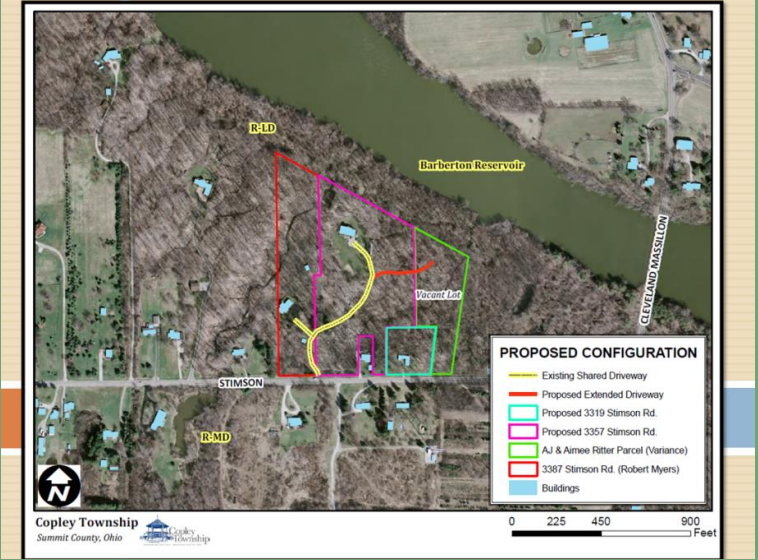 R-LD
Barberton Reservoir
CLEVELAND MASSILLON
Vacant Lot
STIMSON
R-MD
PROPOSED CONFIGURATION
Existing Shared Driveway
Proposed Extended Driveway
Proposed 3319 Stimson Rd.
Proposed 3357 Stimson Rd.
AJ & Aimee Ritter Parcel (Variance)
3387 Stimson Rd. (Robert Myers)
Buildings
N
Copley Township
Summit County, Ohio
Copley
0 225 450 900
Feet